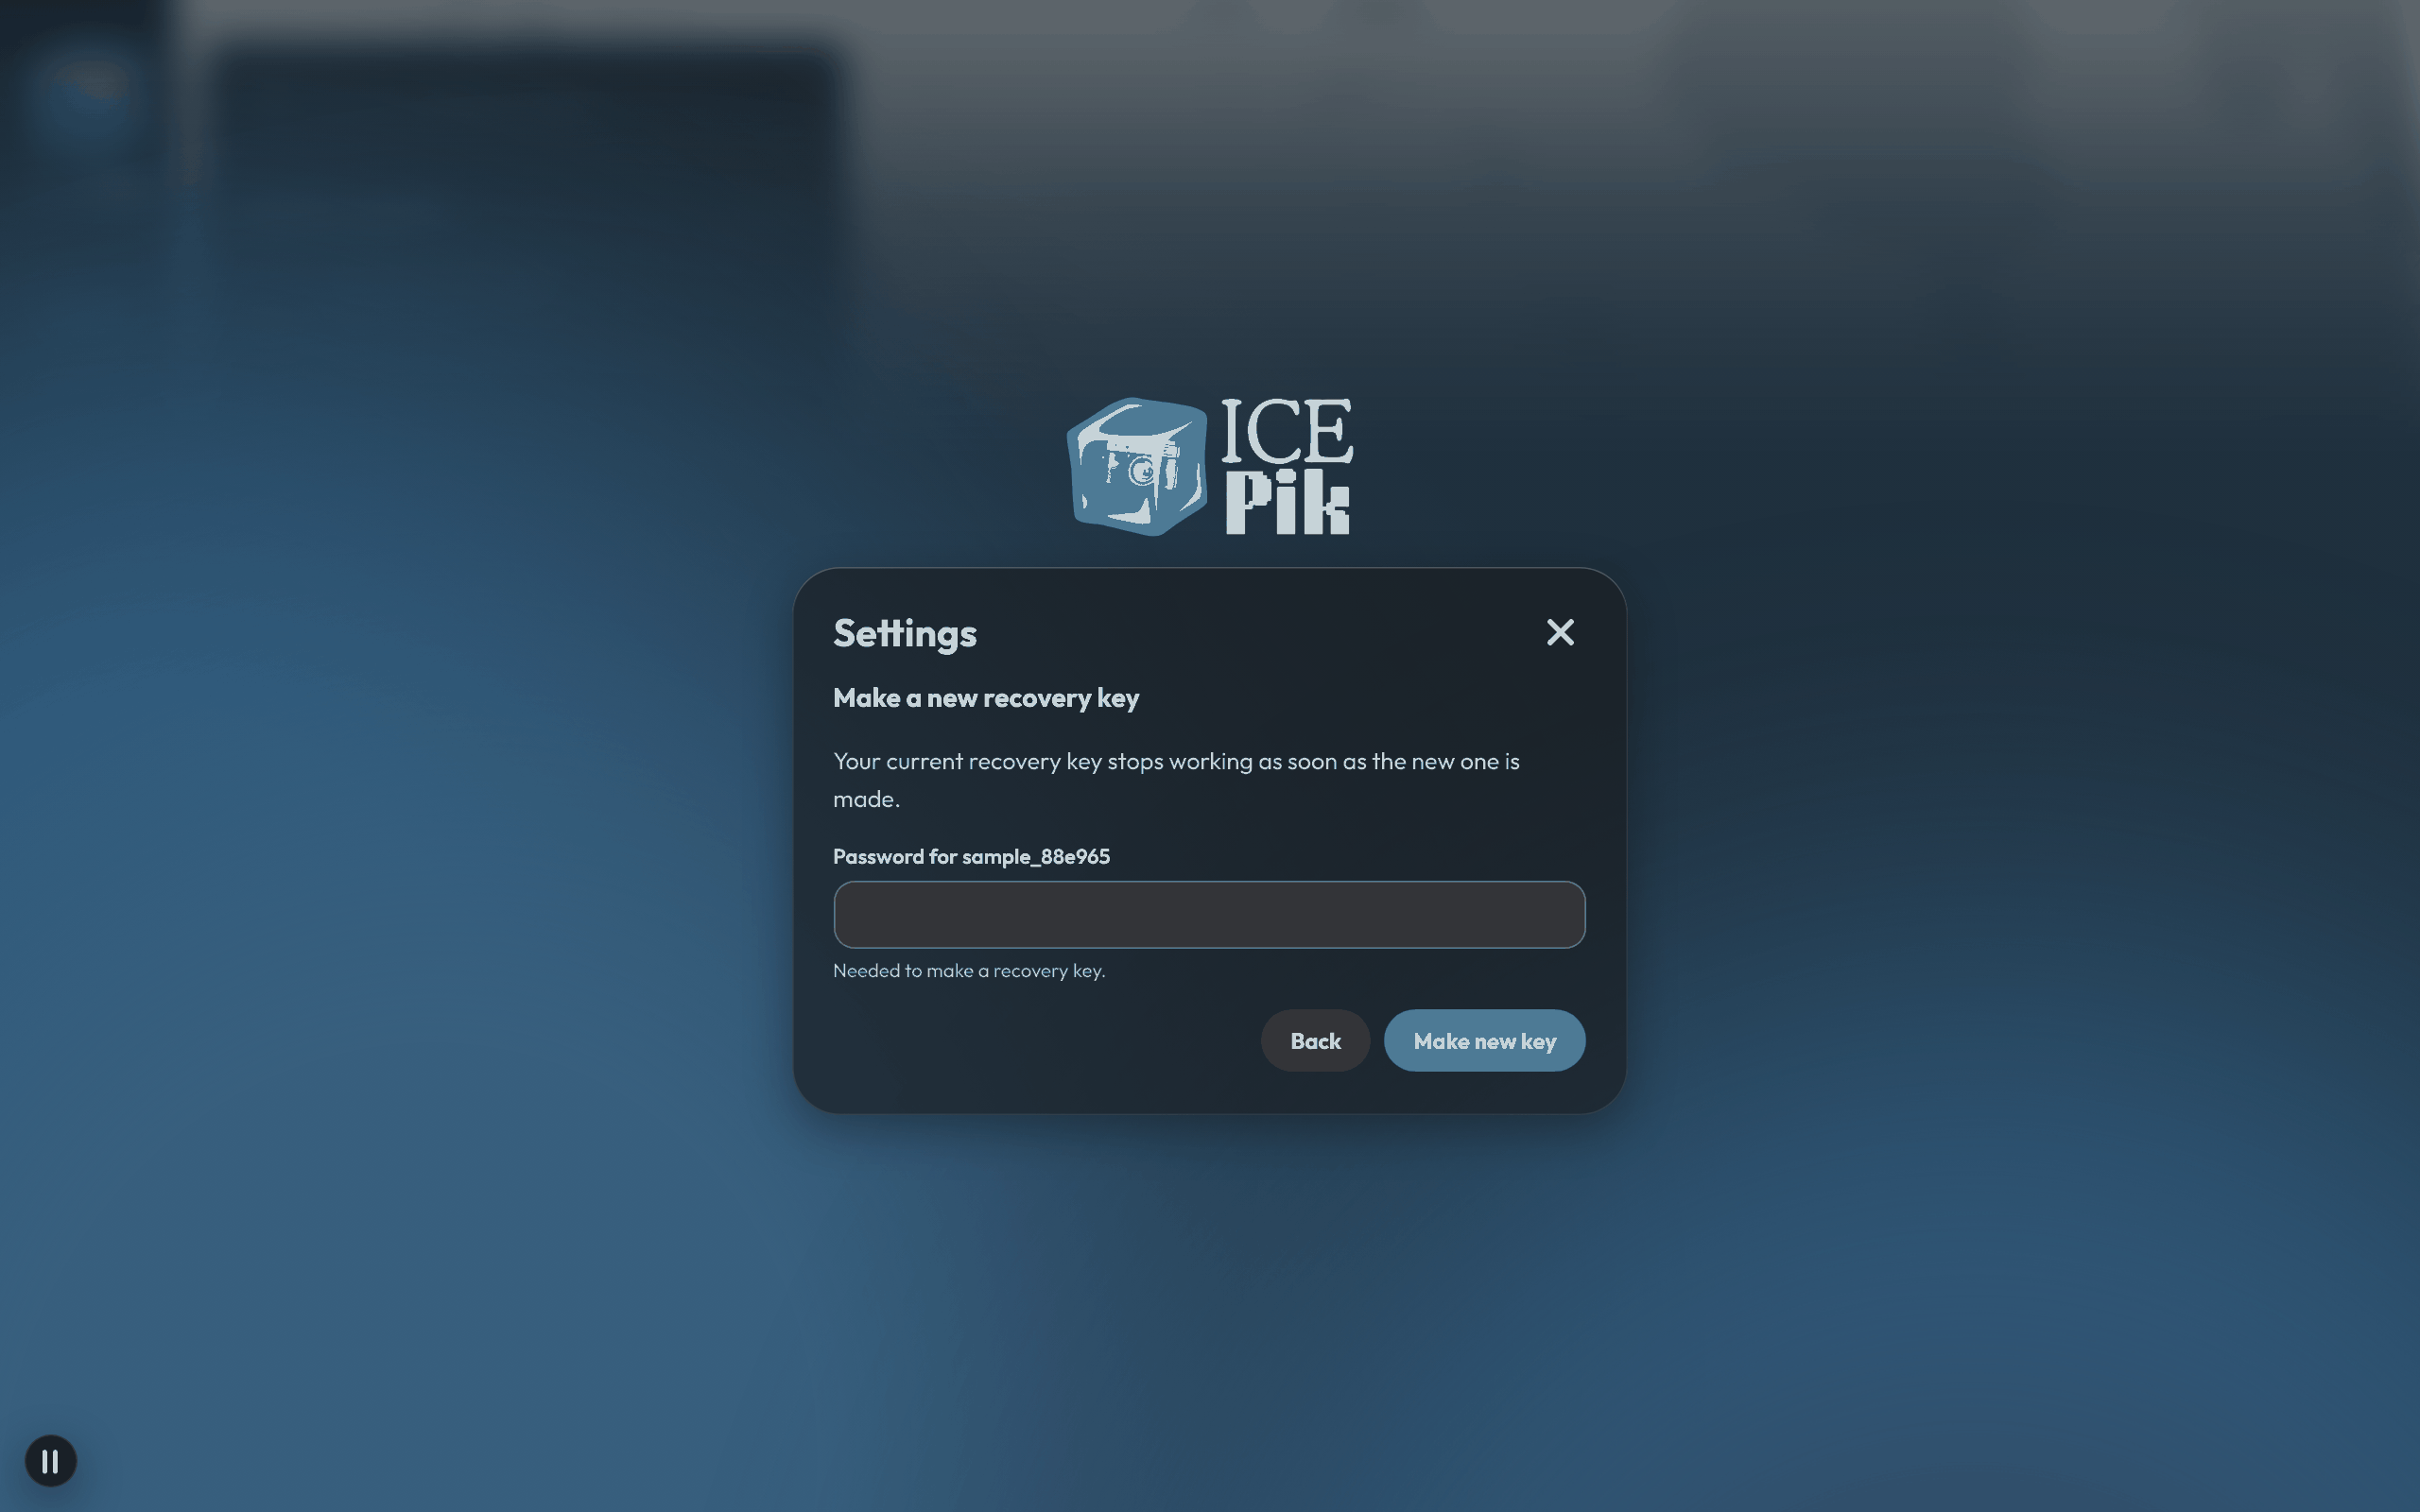 ICE
Pik
Settings
Make a new recovery key
Your current recovery key stops working as soon as the new one is
made.
Password for sample_88e965
Needed to make a recovery key.
Back
Make new key